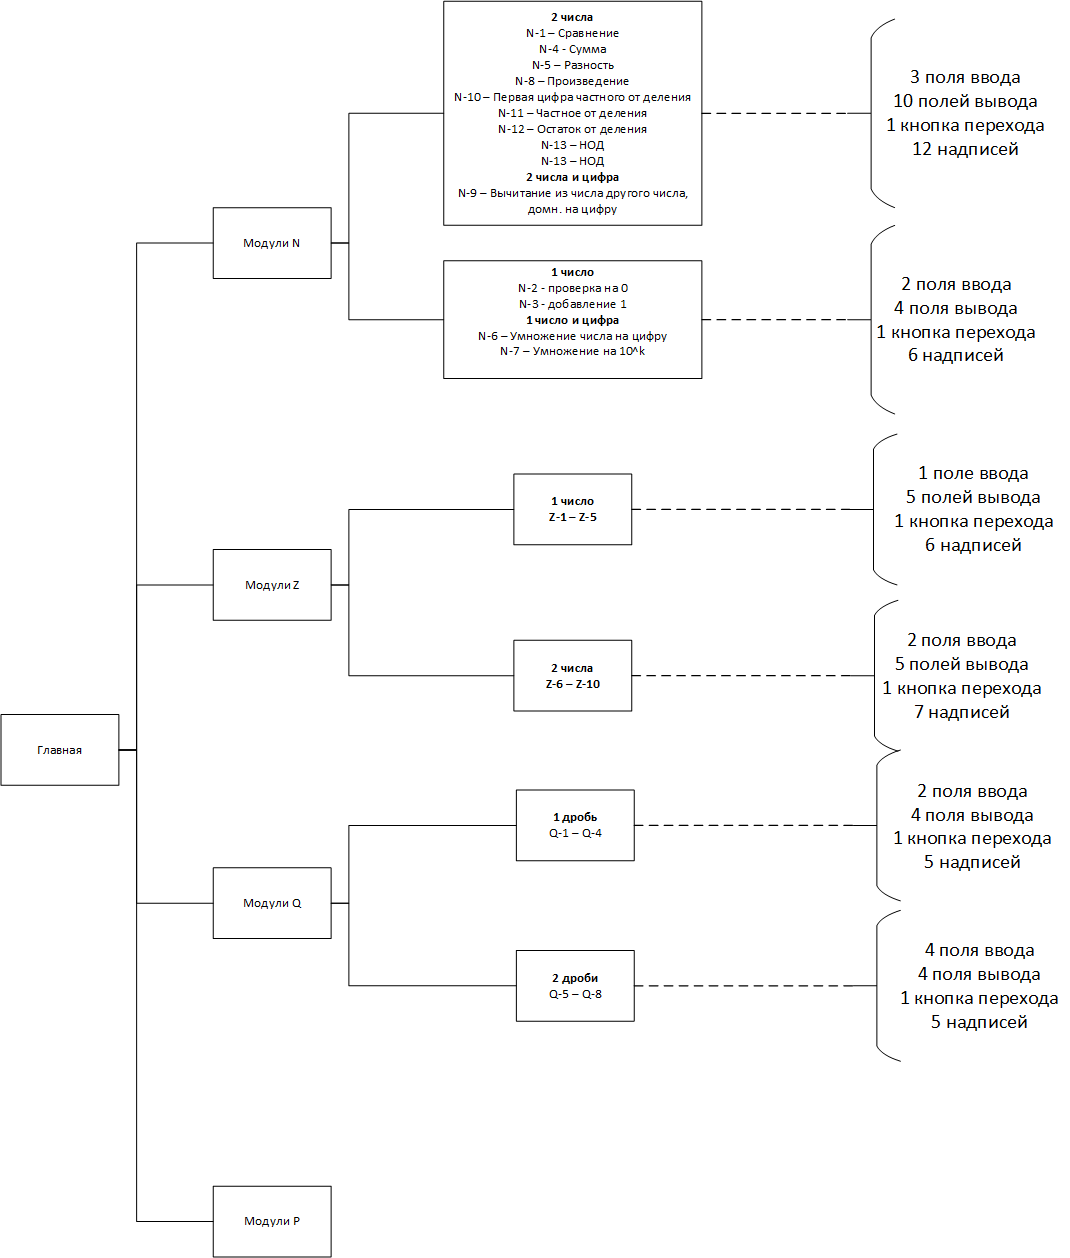 2 числа
N-1 – Сравнение
N-4 - Сумма
N-5 – Разность
N-8 – Произведение
N-10 – Первая цифра частного от деления
N-11 – Частное от деления
N-12 – Остаток от деления
N-13 – НОД
N-13 – НОД
2 числа и цифра
N-9 – Вычитание из числа другого числа,
домн. на цифру
3 поля ввода
10 полей вывода
1 кнопка перехода
12 надписей
Модули N
1 число
N-2 - проверка на 0
N-3 - добавление 1
1 число и цифра
N-6 – Умножение числа на цифру
N-7 – Умножение на 10^k
2 поля ввода
4 поля вывода
1 кнопка перехода
6 надписей
Модули Z
1 число
Z-1 – Z-5
1 поле ввода
5 полей вывода
1 кнопка перехода
6 надписей
2 числа
Z-6 – Z-10
2 поля ввода
5 полей вывода
1 кнопка перехода
7 надписей
Главная
Модули Q
1 дробь
Q-1 – Q-4
2 поля ввода
4 поля вывода
1 кнопка перехода
5 надписей
2 дроби
Q-5 – Q-8
4 поля ввода
4 поля вывода
1 кнопка перехода
5 надписей
Модули P